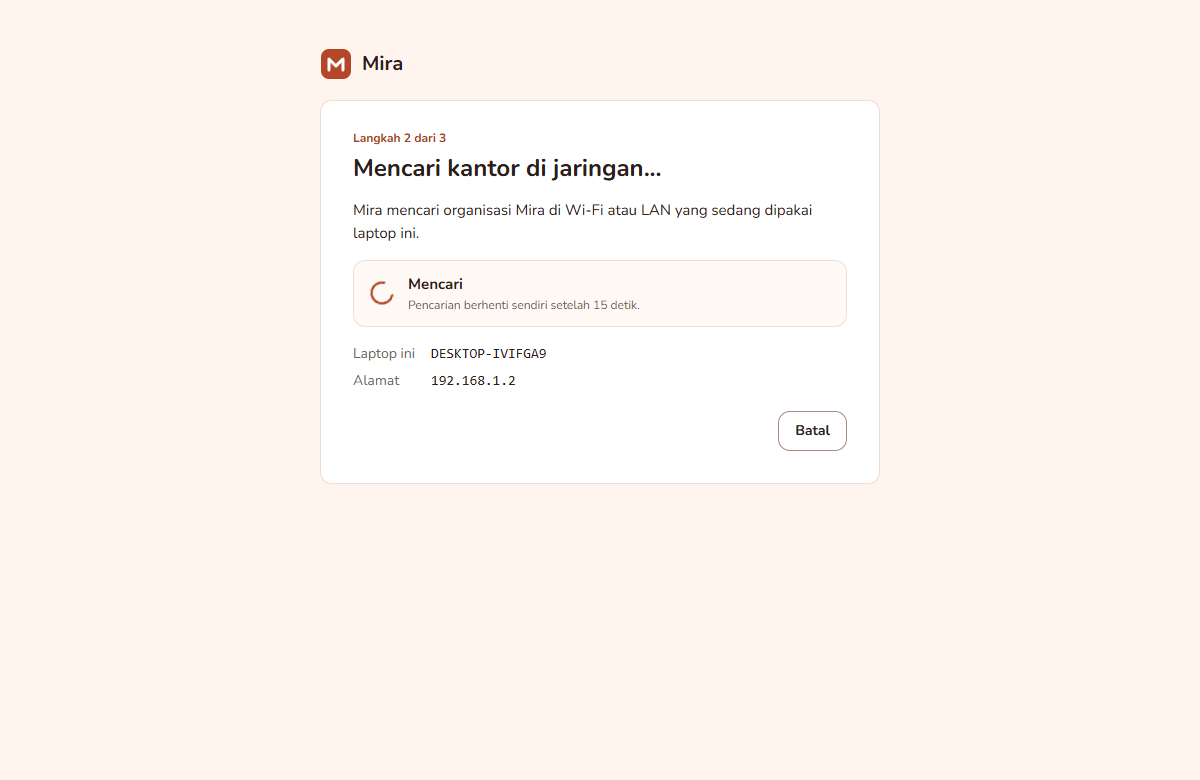 Mira
Langkah 2 dari 3
Mencari kantor di jaringan...
Mira mencari organisasi Mira di Wi-Fi atau LAN yang sedang dipakai
laptop ini.
Mencari
Pencarian berhenti sendiri setelah 15 detik.
Laptop ini DESKTOP-IVIFGA9
Alamat 192.168.1.2
Batal